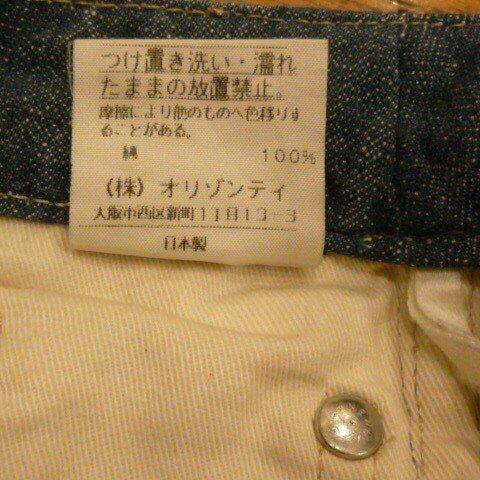 つけ置き洗い・濡れ
たままの放置禁止。
摩擦により他のものへ色移りす
ることがある。
綿 100%
(株) オリゾンティ
大阪市西区新町1丁目13-3
日本製